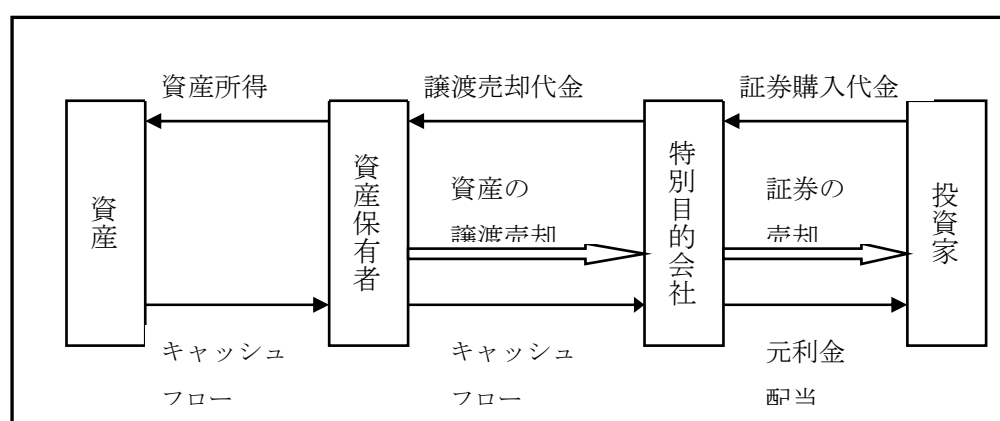 資産所得
譲渡売却代金
証券購入代金
資産
資産保有者
資産の
譲渡売却
特別目的会社
証券の
売却
投資家
キャッシュ
フロー
キャッシュ
フロー
元利金
配当